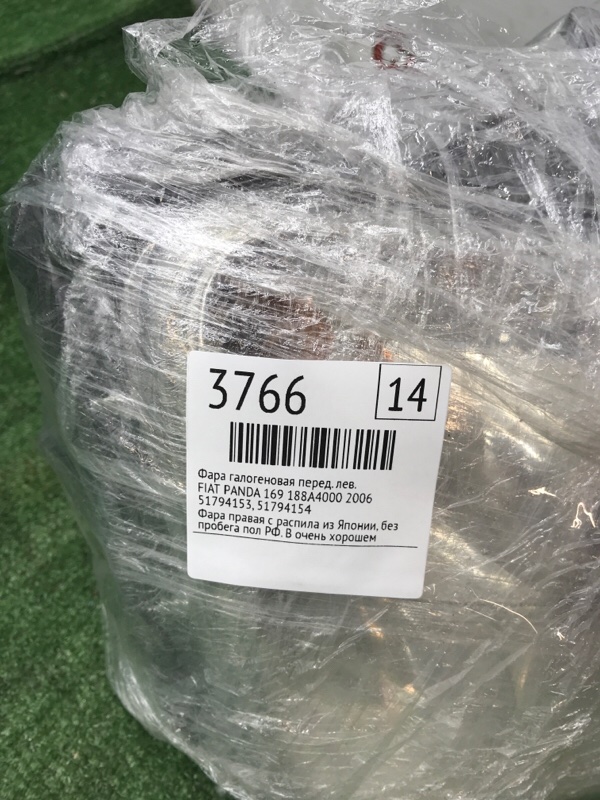 3766 14
Фара галогеновая перед. лев.
FIAT PANDA 169 188A4000 2006
51794153, 51794154
Фара правая с распила из Японии, без
пробега пол РФ. В очень хорошем